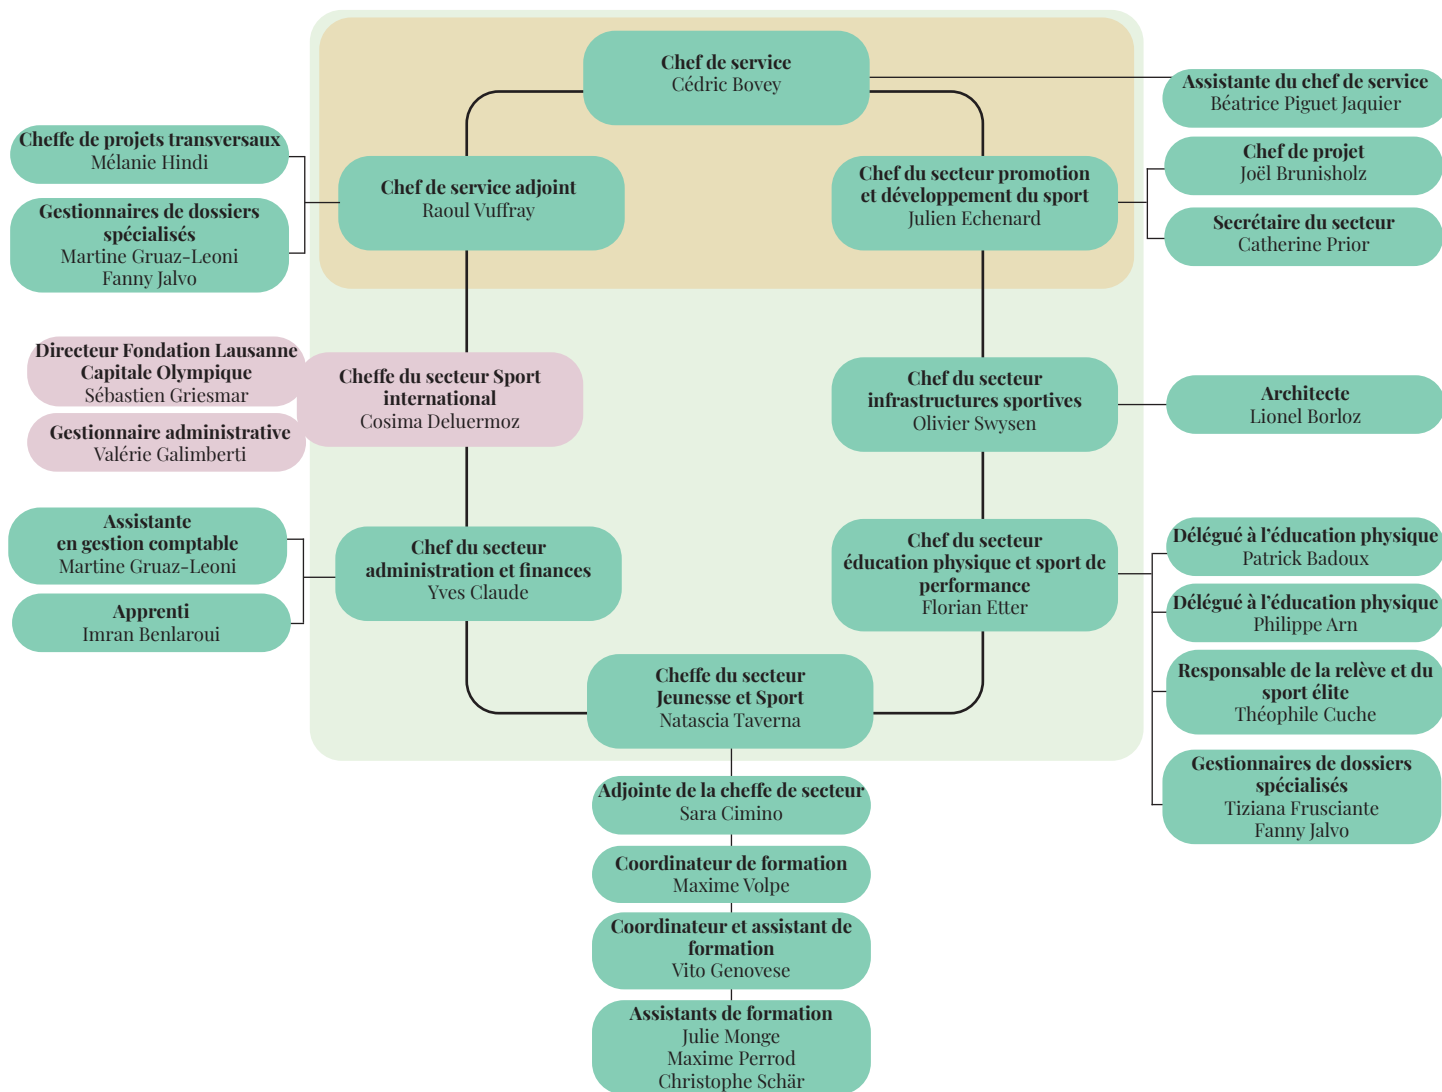 Chef de service
Cédric Bovey
Assistante du chef de service
Béatrice Piguet Jaquier
Cheffe de projets transversaux
Mélanie Hindi
Chef de service adjoint
Raoul Vuffray
Chef du secteur promotion
et développement du sport
Julien Echenard
Chef de projet
Joël Brunisholz
Gestionnaires de dossiers
spécialisés
Martine Gruaz-Leoni
Fanny Jalvo
Secrétaire du secteur
Catherine Prior
Directeur Fondation Lausanne
Capitale Olympique
Sébastien Griesmar
Gestionnaire administrative
Valérie Galimberti
Cheffe du secteur Sport
international
Cosima Deluermoz
Chef du secteur
infrastructures sportives
Olivier Swysen
Architecte
Lionel Borloz
Assistante
en gestion comptable
Martine Gruaz-Leoni
Apprenti
Imran Benlaroui
Chef du secteur
administration et finances
Yves Claude
Chef du secteur
éducation physique et sport de
performance
Florian Etter
Délégué à l’éducation physique
Patrick Badoux
Délégué à l’éducation physique
Philippe Arn
Responsable de la relève et du
sport élite
Théophile Cuche
Gestionnaires de dossiers
spécialisés
Tiziana Frusciante
Fanny Jalvo
Cheffe du secteur
Jeunesse et Sport
Natascia Taverna
Adjointe de la cheffe de secteur
Sara Cimino
Coordinateur de formation
Maxime Volpe
Coordinateur et assistant de
formation
Vito Genovese
Assistants de formation
Julie Monge
Maxime Perrod
Christophe Schär